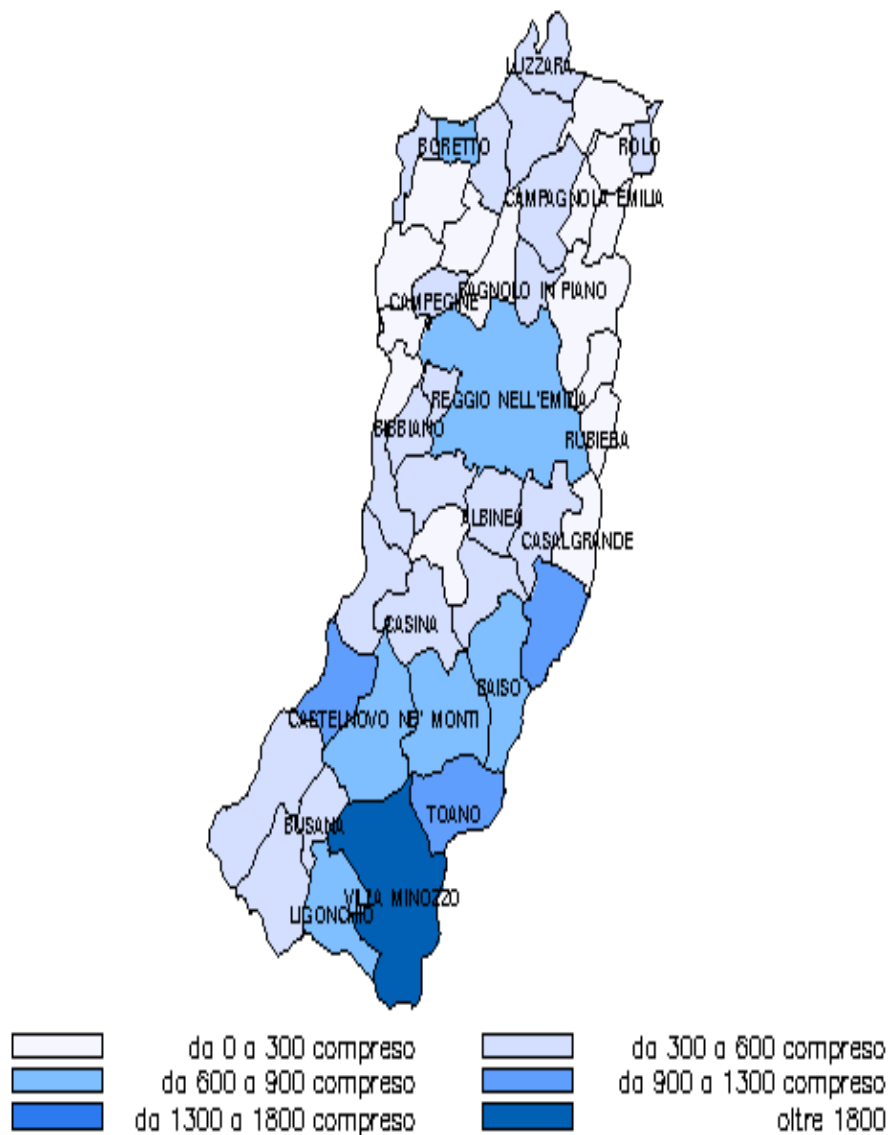 LUZZARA
BORETTO
ROLO
CAMPAGNOLA EMILIA
BAGNOLO IN PIANO
CAMPEGINE
REGGIO NELL'EMILIA
BIBBIANO
RUBIERA
ALBINEA
CASALGRANDE
CASINA
BAISO
CASTELNOVO NE' MONTI
TOANO
BUSANA
VILLA MINOZZO
LIGONCHIO
da 0 a 300 compreso
da 300 a 600 compreso
da 600 a 900 compreso
da 900 a 1300 compreso
da 1300 a 1800 compreso
oltre 1800